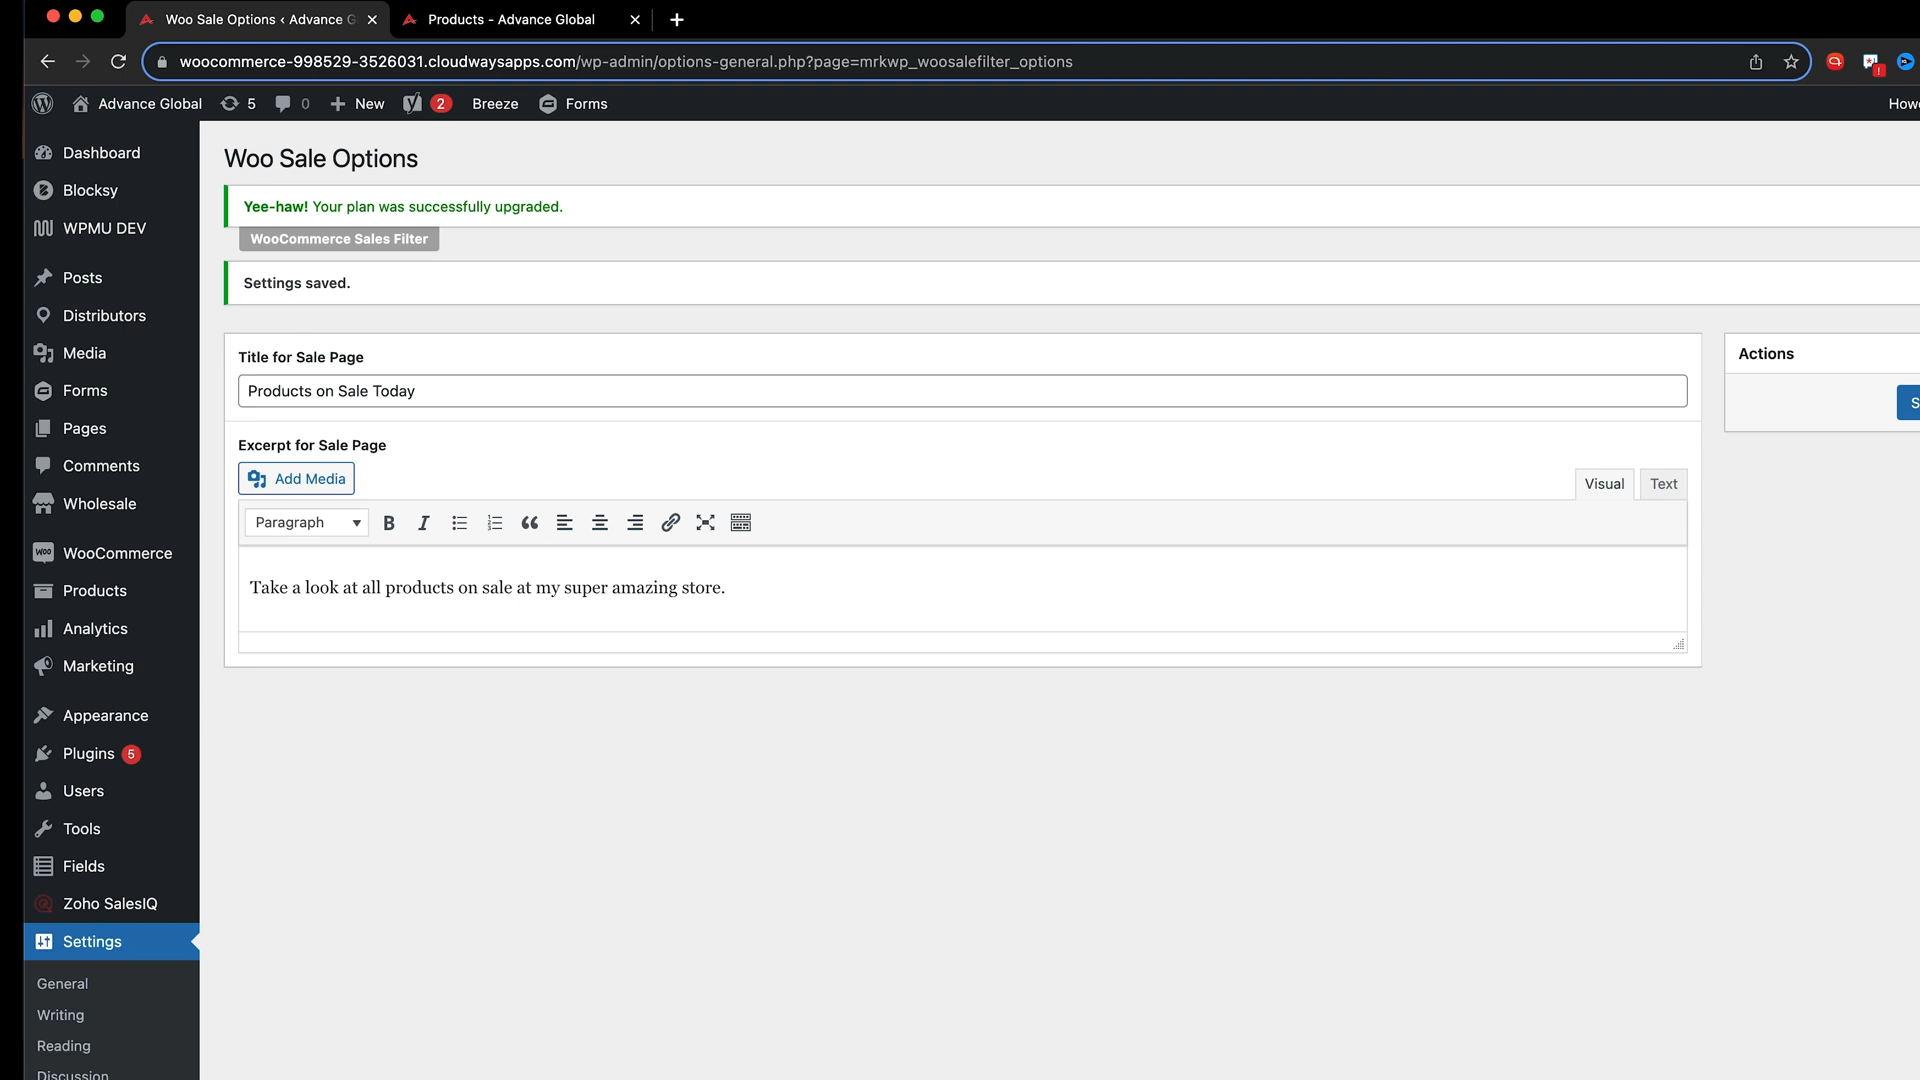 Woo Sale Options ‹ Advance G
Products - Advance Global
woocommerce-998529-3526031.cloudwaysapps.com/wp-admin/options-general.php?page=mrkwp_woosalefilter_options
Advance Global 5 0 New 2 Breeze Forms
Dashboard
Blocksy
WPMU DEV
Posts
Distributors
Media
Forms
Pages
Comments
Wholesale
WooCommerce
Products
Analytics
Marketing
Appearance
Plugins 5
Users
Tools
Fields
Zoho SalesIQ
Settings
General
Writing
Reading
Discussion
Woo Sale Options
Yee-haw! Your plan was successfully upgraded.
WooCommerce Sales Filter
Settings saved.
Title for Sale Page
Products on Sale Today
Excerpt for Sale Page
Add Media
Visual Text
Paragraph
Take a look at all products on sale at my super amazing store.
Actions